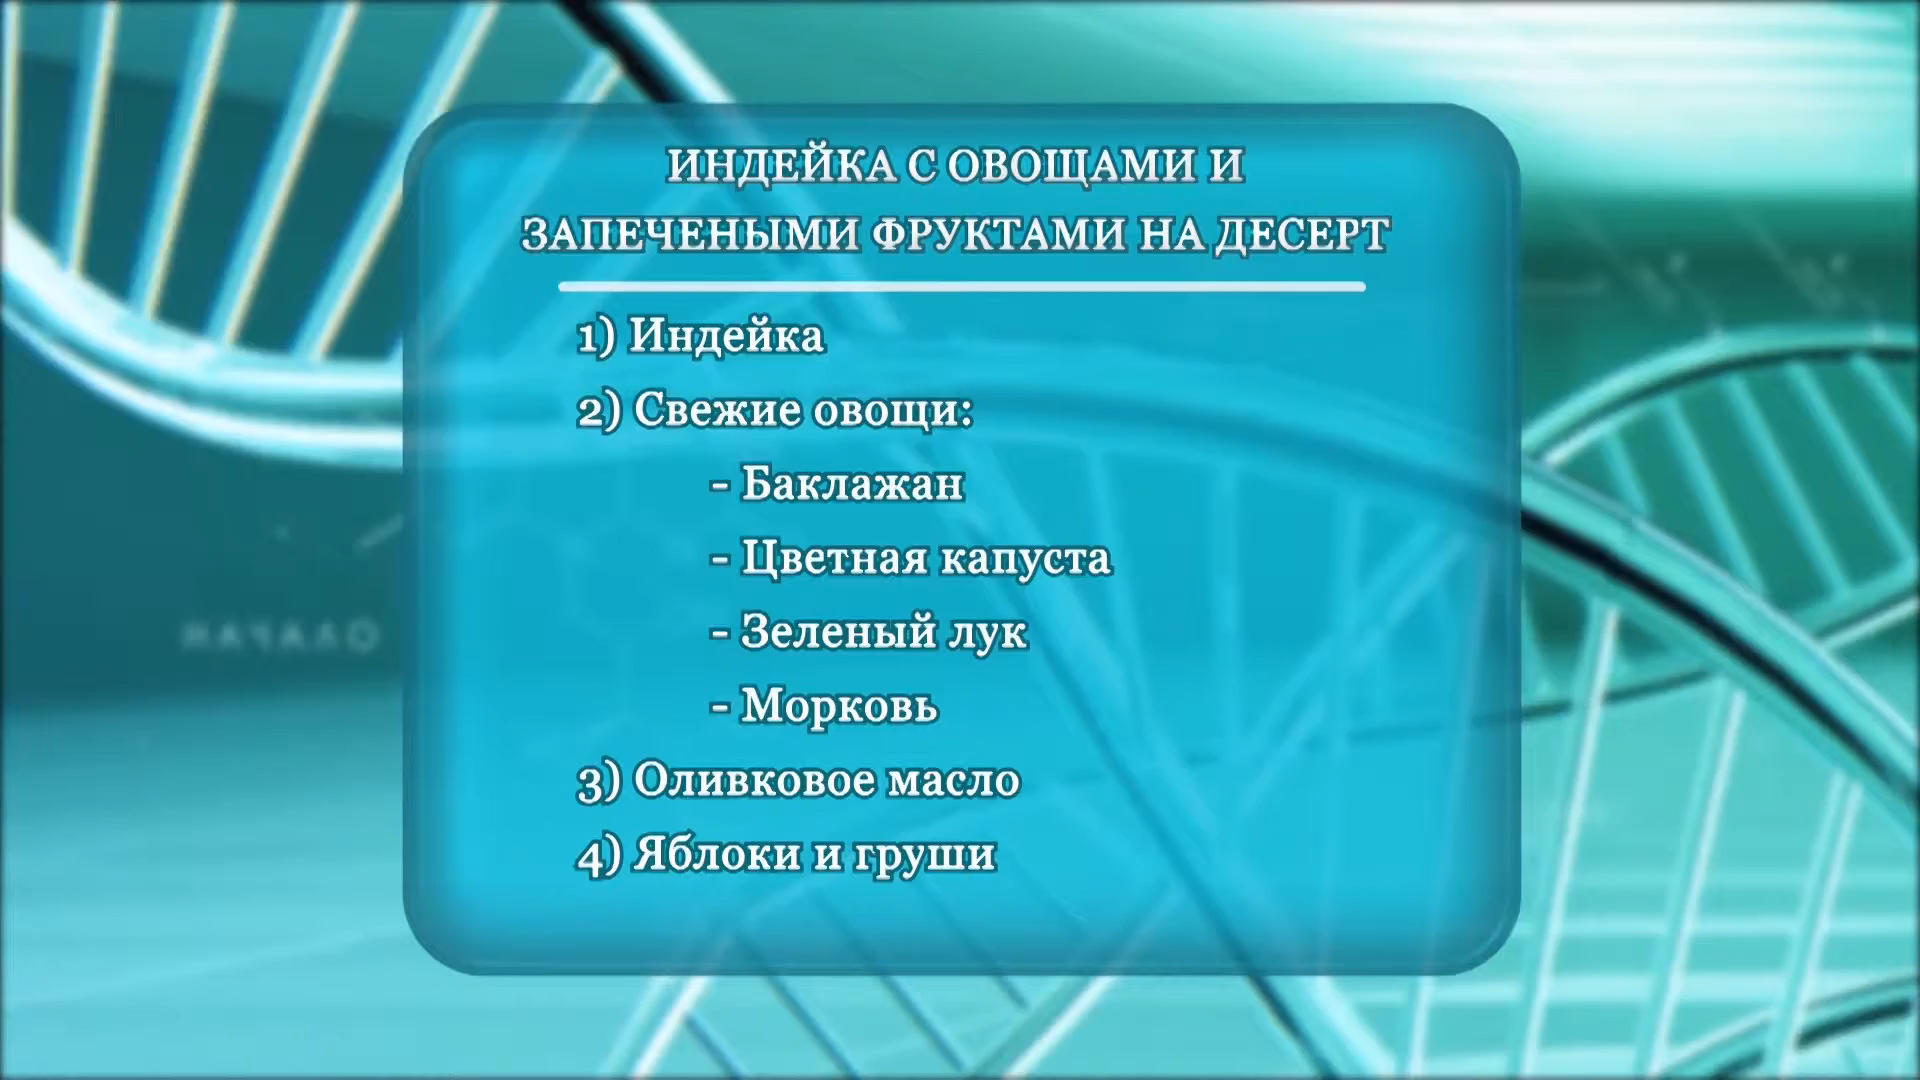 ИНДЕЙКА С ОВОЩАМИ И
ЗАПЕЧЕНЫМИ ФРУКТАМИ НА ДЕСЕРТ
1) Индейка
2) Свежие овощи:
- Баклажан
- Цветная капуста
- Зеленый лук
- Морковь
3) Оливковое масло
4) Яблоки и груши
НАЧАЛО